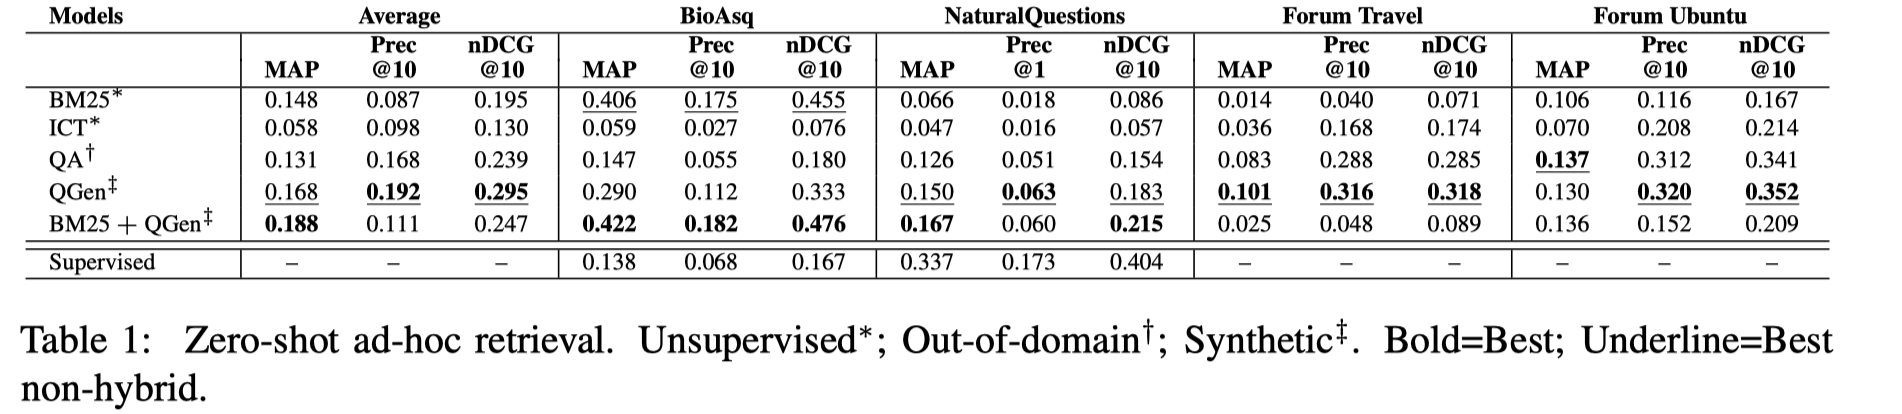 Models Average BioAsq NaturalQuestions Forum Travel Forum Ubuntu
Prec nDCG Prec nDCG Prec nDCG Prec nDCG Prec nDCG
MAP @10 @10 MAP @10 @10 MAP @1 @10 MAP @10 @10 MAP @10 @10
BM25* 0.148 0.087 0.195 0.406 0.175 0.455 0.066 0.018 0.086 0.014 0.040 0.071 0.106 0.116 0.167
ICT* 0.058 0.098 0.130 0.059 0.027 0.076 0.047 0.016 0.057 0.036 0.168 0.174 0.070 0.208 0.214
QA† 0.131 0.168 0.239 0.147 0.055 0.180 0.126 0.051 0.154 0.083 0.288 0.285 0.137 0.312 0.341
QGen‡ 0.168 0.192 0.295 0.290 0.112 0.333 0.150 0.063 0.183 0.101 0.316 0.318 0.130 0.320 0.352
BM25 + QGen‡ 0.188 0.111 0.247 0.422 0.182 0.476 0.167 0.060 0.215 0.025 0.048 0.089 0.136 0.152 0.209
Supervised – – – 0.138 0.068 0.167 0.337 0.173 0.404 – – – – – –
Table 1: Zero-shot ad-hoc retrieval. Unsupervised*; Out-of-domain†; Synthetic‡. Bold=Best; Underline=Best
non-hybrid.